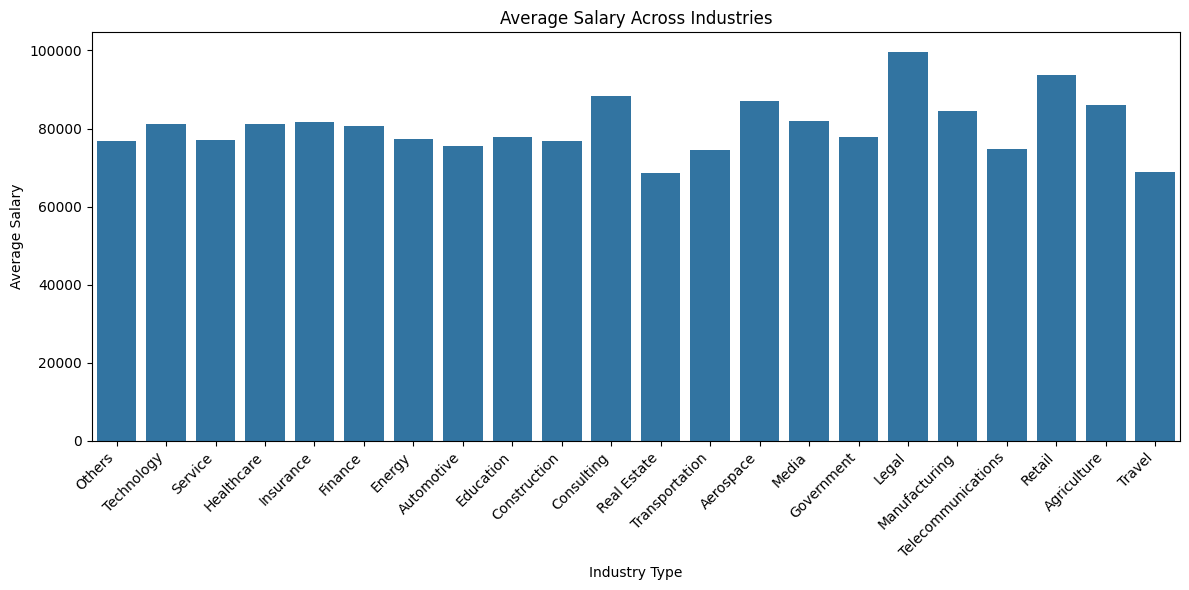 Average Salary Across Industries
Average Salary
100000
80000
60000
40000
20000
0
Others
Technology
Service
Healthcare
Insurance
Finance
Energy
Automotive
Education
Construction
Consulting
Real Estate
Transportation
Aerospace
Media
Government
Legal
Manufacturing
Telecommunications
Retail
Agriculture
Travel
Industry Type